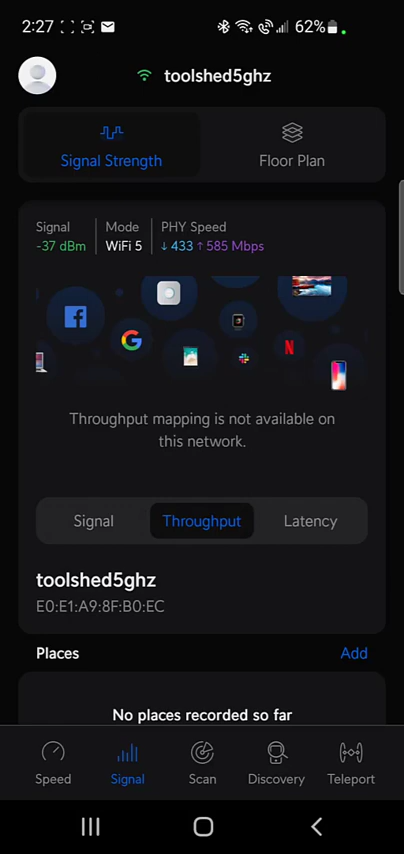 2:27
62%
toolshed5ghz
Signal Strength
Floor Plan
Signal
Mode
PHY Speed
-37 dBm
WiFi 5
↓ 433 ↑ 585 Mbps
Throughput mapping is not available on
this network.
Signal
Throughput
Latency
toolshed5ghz
E0:E1:A9:8F:B0:EC
Places
Add
No places recorded so far
Speed
Signal
Scan
Discovery
Teleport